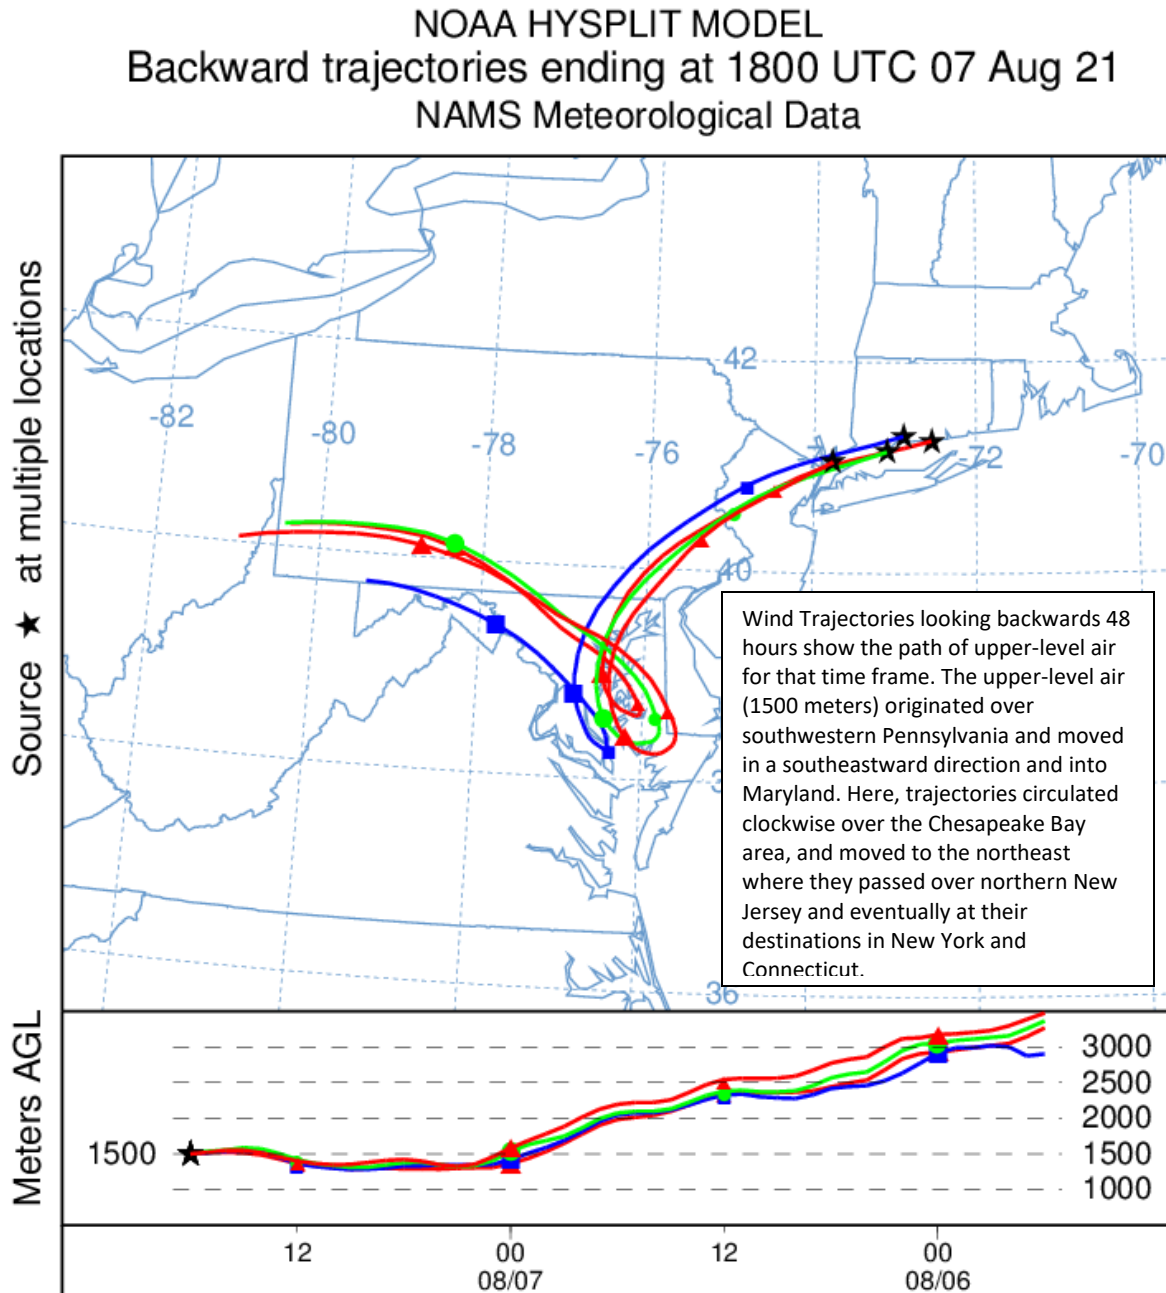 NOAA HYSPLIT MODEL
Backward trajectories ending at 1800 UTC 07 Aug 21
NAMS Meteorological Data
Source ★ at multiple locations
42
-82
-80
-78
-76
-72
-70
40
Wind Trajectories looking backwards 48
hours show the path of upper-level air
for that time frame. The upper-level air
(1500 meters) originated over
southwestern Pennsylvania and moved
in a southeastward direction and into
Maryland. Here, trajectories circulated
clockwise over the Chesapeake Bay
area, and moved to the northeast
where they passed over northern New
Jersey and eventually at their
destinations in New York and
Connecticut.
36
Meters AGL
3000
2500
2000
1500
1500
1000
12
00
12
00
08/07
08/06